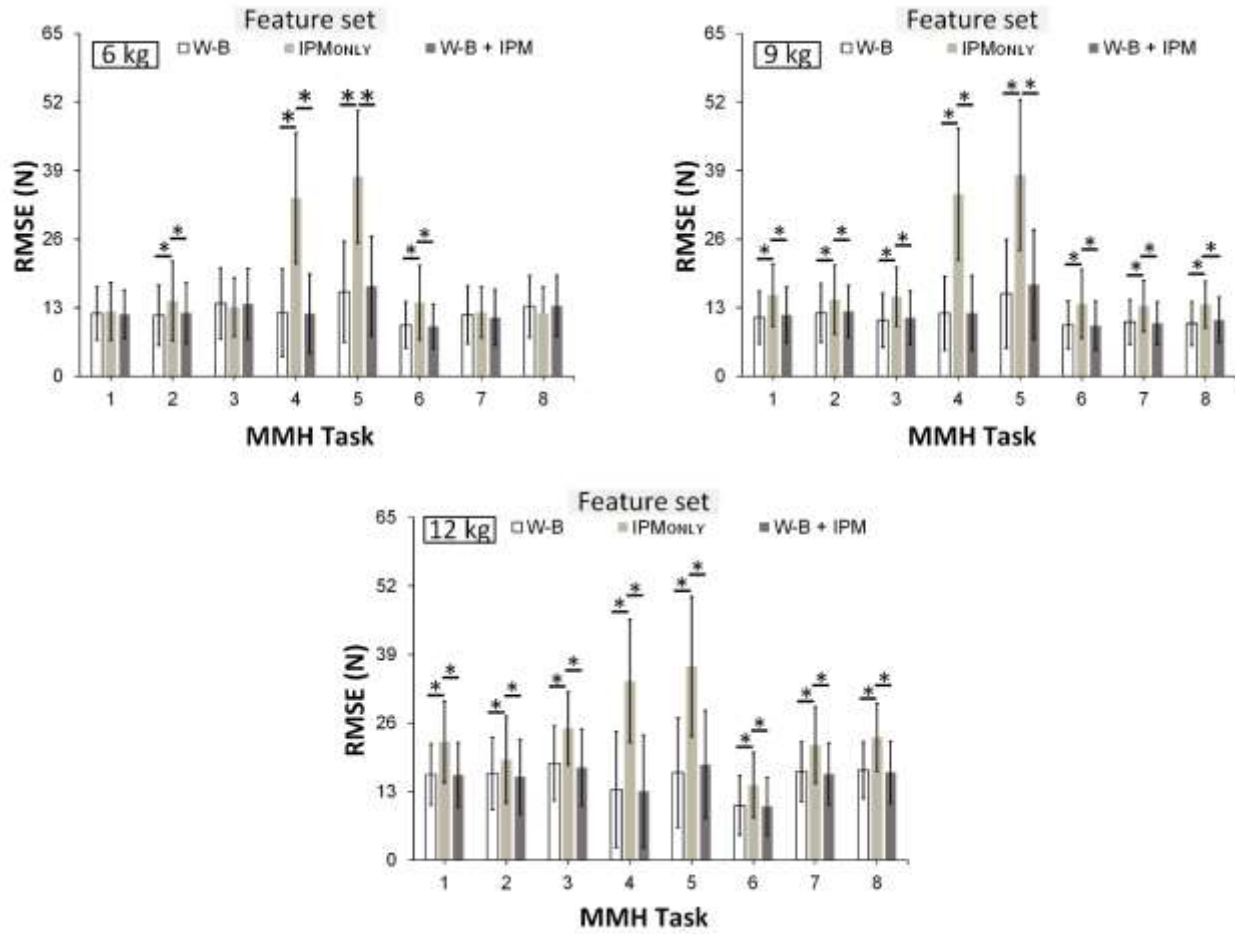 Feature set
6 kg W-B IPMONLY W-B + IPM
65
52
39
26
13
0
RMSE (N)
* * * * * * * *
1 2 3 4 5 6 7 8
MMH Task
Feature set
9 kg W-B IPMONLY W-B + IPM
65
52
39
26
13
0
RMSE (N)
* * * * * * * * * * * * * * * *
1 2 3 4 5 6 7 8
MMH Task
Feature set
12 kg W-B IPMONLY W-B + IPM
65
52
39
26
13
0
RMSE (N)
* * * * * * * * * * * * * * * *
1 2 3 4 5 6 7 8
MMH Task